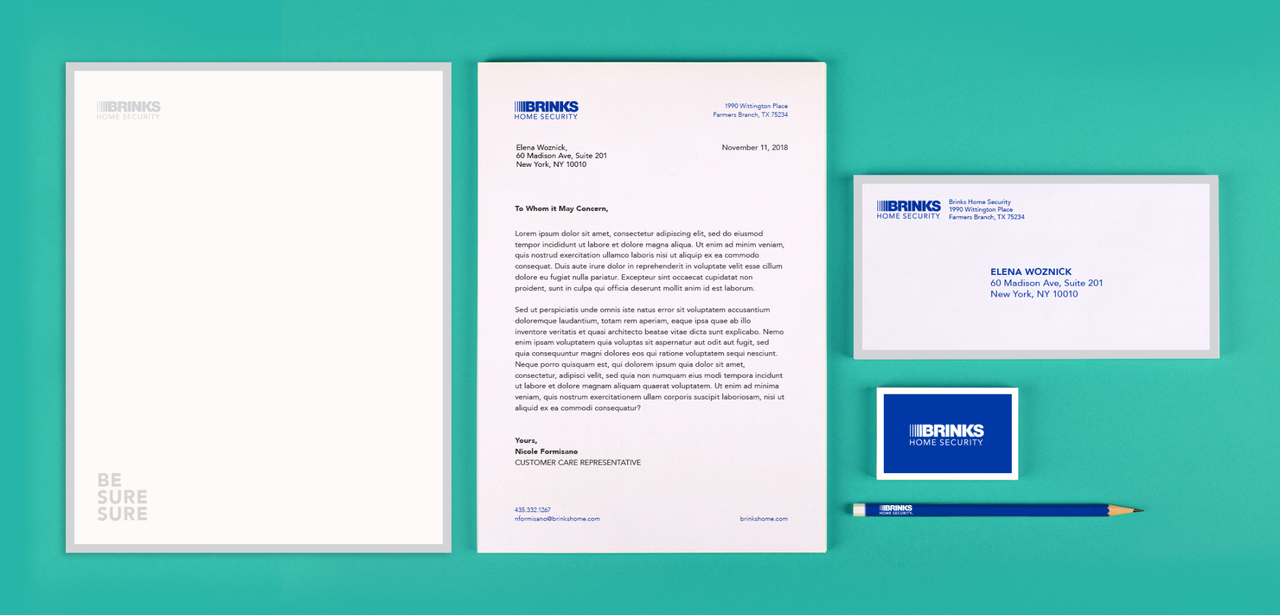 BRINKS
HOME SECURITY
BE
SURE
SURE
BRINKS
HOME SECURITY
1990 Wittington Place
Farmers Branch, TX 75234
Elena Woznick,
60 Madison Ave, Suite 201
New York, NY 10010
November 11, 2018
To Whom it May Concern,
Lorem ipsum dolor sit amet, consectetur adipiscing elit, sed do eiusmod
tempor incididunt ut labore et dolore magna aliqua. Ut enim ad minim veniam,
quis nostrud exercitation ullamco laboris nisi ut aliquip ex ea commodo
consequat. Duis aute irure dolor in reprehenderit in voluptate velit esse cillum
dolore eu fugiat nulla pariatur. Excepteur sint occaecat cupidatat non
proident, sunt in culpa qui officia deserunt mollit anim id est laborum.
Sed ut perspiciatis unde omnis iste natus error sit voluptatem accusantium
doloremque laudantium, totam rem aperiam, eaque ipsa quae ab illo
inventore veritatis et quasi architecto beatae vitae dicta sunt explicabo. Nemo
enim ipsam voluptatem quia voluptas sit aspernatur aut odit aut fugit, sed
quia consequuntur magni dolores eos qui ratione voluptatem sequi nesciunt.
Neque porro quisquam est, qui dolorem ipsum quia dolor sit amet,
consectetur, adipisci velit, sed quia non numquam eius modi tempora incidunt
ut labore et dolore magnam aliquam quaerat voluptatem. Ut enim ad minima
veniam, quis nostrum exercitationem ullam corporis suscipit laboriosam, nisi ut
aliquid ex ea commodi consequatur?
Yours,
Nicole Formisano
CUSTOMER CARE REPRESENTATIVE
435.332.1267
nformisano@brinkshome.com
brinkshome.com
BRINKS
HOME SECURITY
Brinks Home Security
1990 Wittington Place
Farmers Branch, TX 75234
ELENA WOZNICK
60 Madison Ave, Suite 201
New York, NY 10010
BRINKS
HOME SECURITY
BRINKS
HOME SECURITY